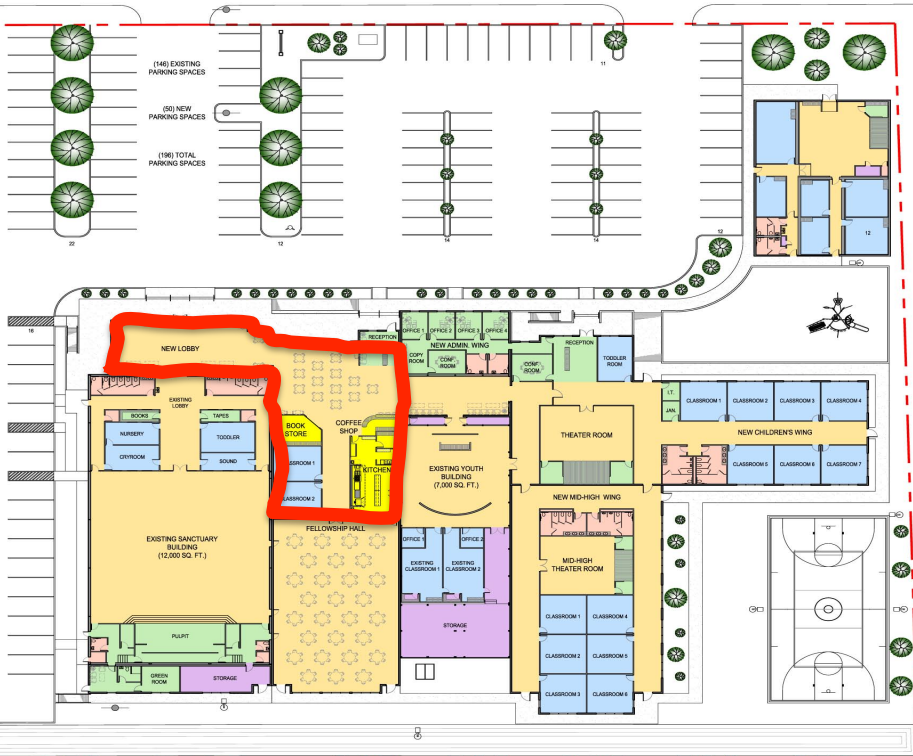 (146) EXISTING
PARKING SPACES
(50) NEW
PARKING SPACES
(196) TOTAL
PARKING SPACES
11
22
12
14
14
12
12
16
NEW LOBBY
RECEPTION
OFFICE 1
OFFICE 2
OFFICE 3
OFFICE 4
NEW ADMIN. WING
COPY
ROOM
CONF
ROOM
CONF
ROOM
RECEPTION
TODDLER
ROOM
EXISTING
LOBBY
BOOKS
TAPES
NURSERY
TODDLER
CRYROOM
SOUND
BOOK
STORE
COFFEE
SHOP
KITCHEN
CLASSROOM 2
FELLOWSHIP HALL
EXISTING YOUTH
BUILDING
(7,000 SQ. FT.)
THEATER ROOM
I.T.
JAN.
CLASSROOM 1
CLASSROOM 2
CLASSROOM 3
CLASSROOM 4
NEW CHILDREN'S WING
CLASSROOM 5
CLASSROOM 6
CLASSROOM 7
NEW MID-HIGH WING
MID-HIGH
THEATER ROOM
EXISTING SANCTUARY
BUILDING
(12,000 SQ. FT.)
OFFICE 1
OFFICE 2
EXISTING
CLASSROOM 1
EXISTING
CLASSROOM 2
STORAGE
CLASSROOM 1
CLASSROOM 4
CLASSROOM 2
CLASSROOM 5
CLASSROOM 3
CLASSROOM 6
PULPIT
GREEN
ROOM
STORAGE